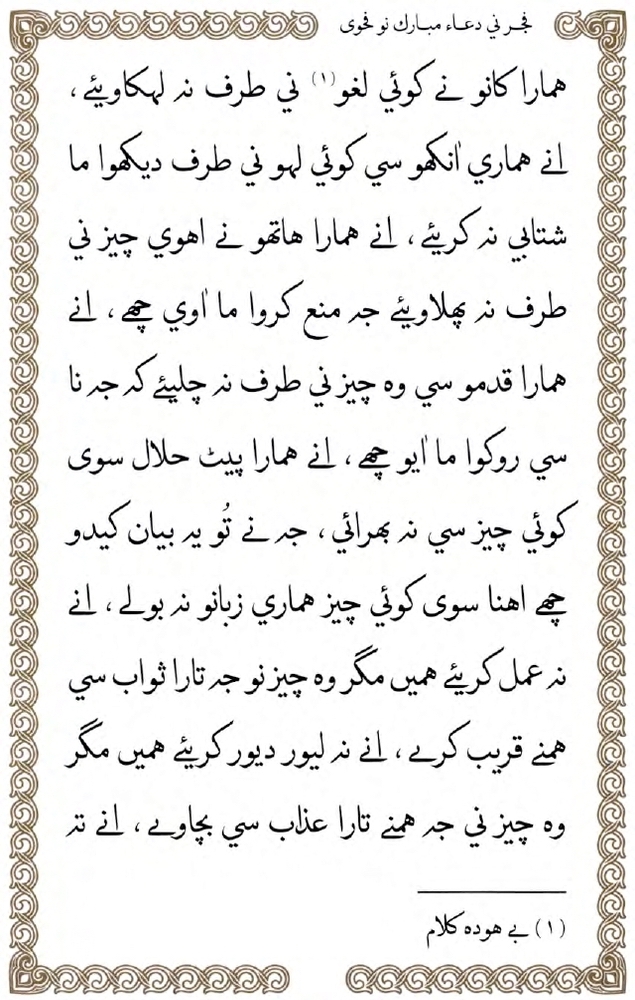 فجر ني دعاء مبارك نو فحوى
همارا كانو نے كوئي لغو(١) ني طرف نہ لهكاويئے،
انے هماري اٰنكهو سي كوئي لهو ني طرف ديكهوا ما
شتابي نہ كريئے، انے همارا هاتهو نے اهوي چيز ني
طرف نہ پهلاويئے جہ منع كروا ما اٰوي چهے، انے
همارا قدمو سي وه چيز ني طرف نہ چليئے كہ جہ نا
سي روكوا ما اٰيو چهے، انے همارا پيٹ حلال سوى
كوئي چيز سي نہ بهرائي، جہ نے تُو يہ بيان كيدو
چهے اهنا سوى كوئي چيز هماري زبانو نہ بولے، انے
نہ عمل كريئے هميں مگر وه چيز نو جہ تارا ثواب سي
همنے قريب كرے، انے نہ ليور ديور كريئے هميں مگر
وه چيز ني جہ همنے تارا عذاب سي بچاوے، انے تہ
(١) بے هوده كلام